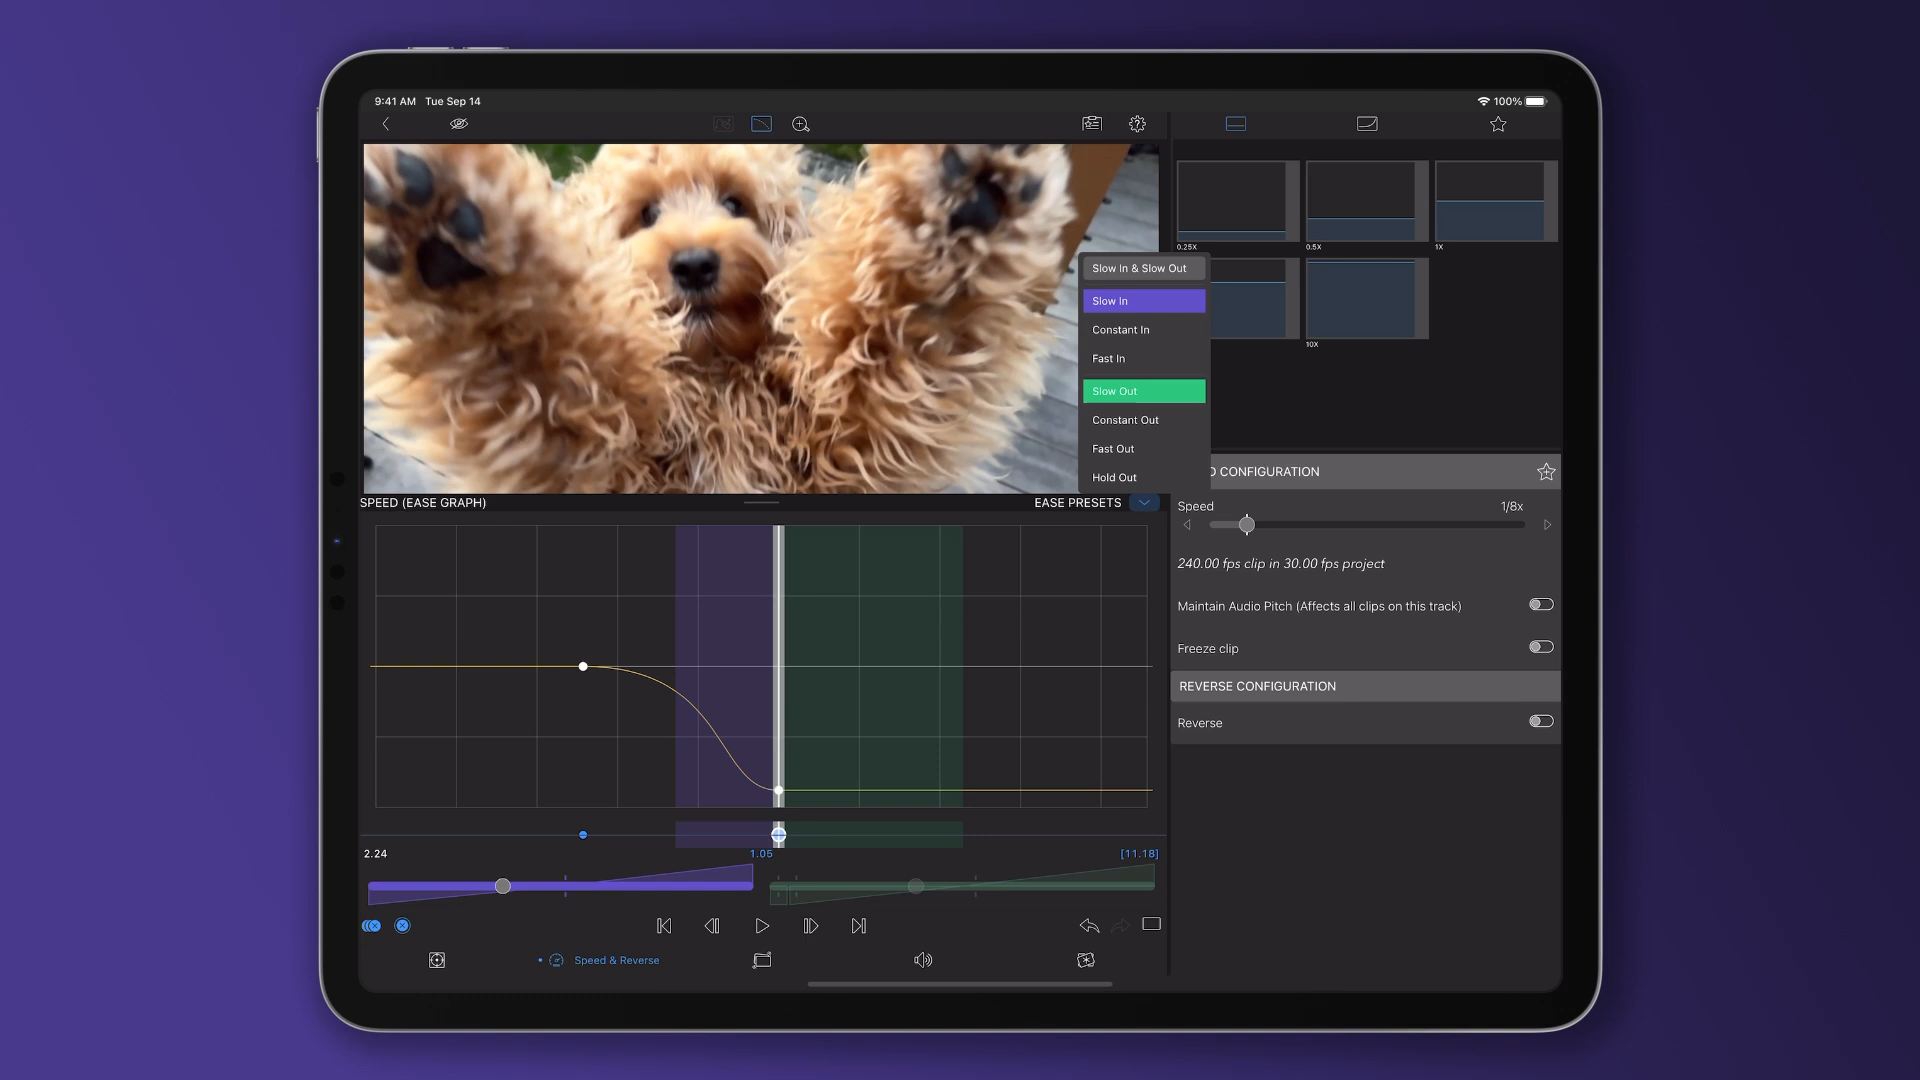 9:41 AM Tue Sep 14
100%
0.25X
0.5X
1X
10X
Slow In & Slow Out
Slow In
Constant In
Fast In
Slow Out
Constant Out
Fast Out
Hold Out
SPEED (EASE GRAPH)
EASE PRESETS
CONFIGURATION
Speed
1/8x
240.00 fps clip in 30.00 fps project
Maintain Audio Pitch (Affects all clips on this track)
Freeze clip
REVERSE CONFIGURATION
Reverse
2.24
1.05
[11.18]
Speed & Reverse